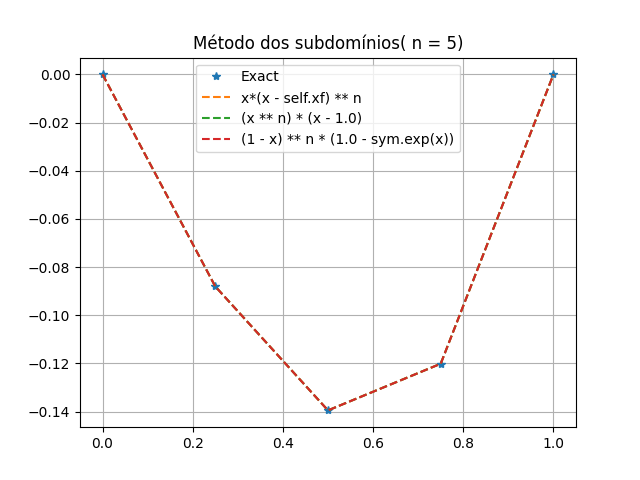 Método dos subdomínios( n = 5)
0.00
−0.02
−0.04
−0.06
−0.08
−0.10
−0.12
−0.14
Exact
x*(x - self.xf) ** n
(x ** n) * (x - 1.0)
(1 - x) ** n * (1.0 - sym.exp(x))
0.0 0.2 0.4 0.6 0.8 1.0